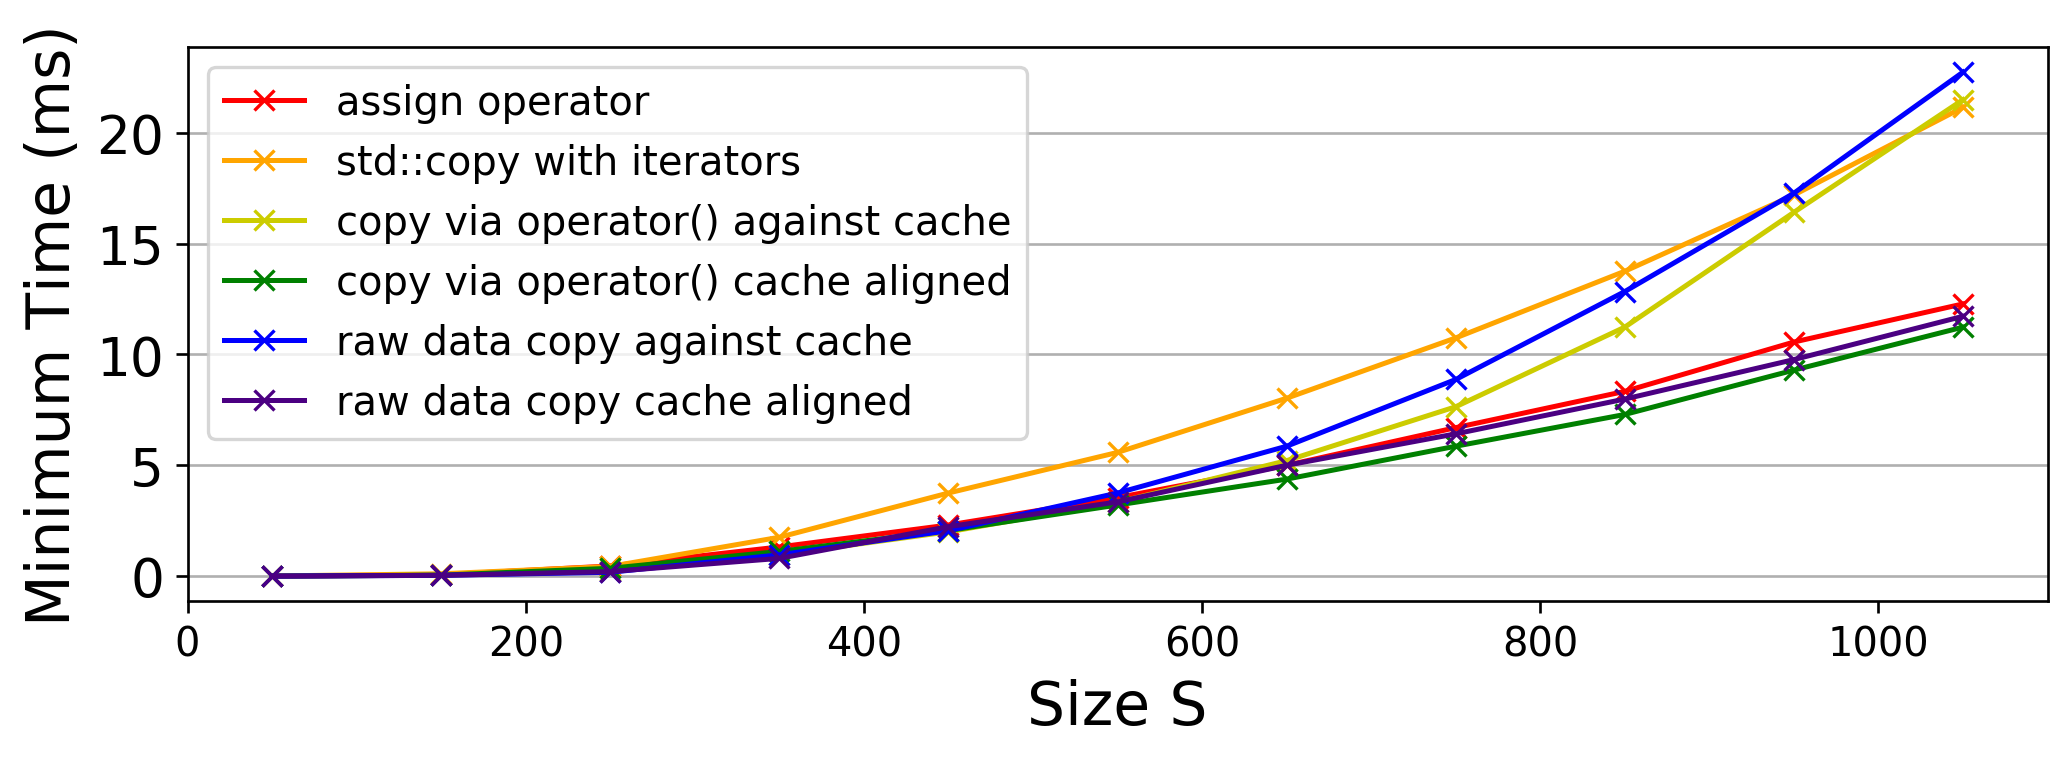 Minimum Time (ms)
20
15
10
5
0
assign operator
std::copy with iterators
copy via operator() against cache
copy via operator() cache aligned
raw data copy against cache
raw data copy cache aligned
0 200 400 600 800 1000
Size S